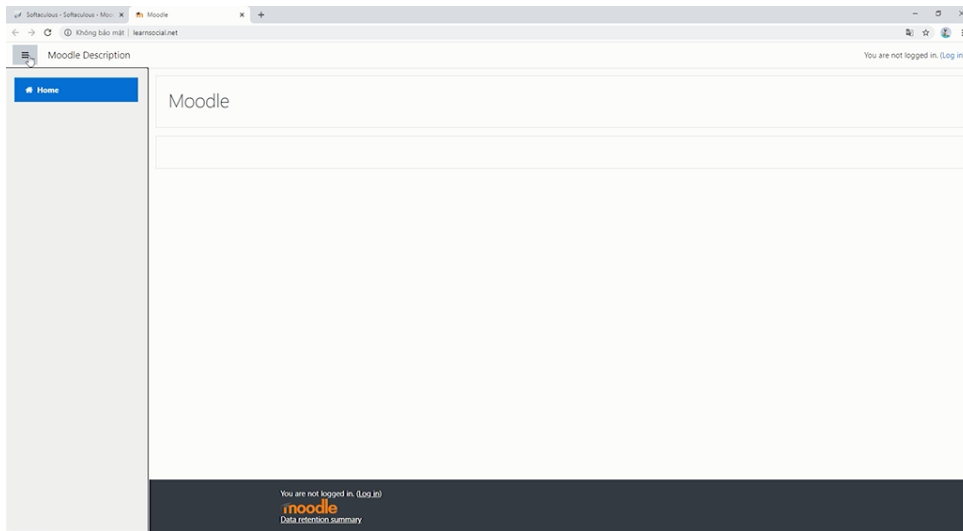 Softaculous - Softaculous - Moo
Moodle
Không bảo mật | learnsocial.net
Moodle Description
You are not logged in. (Log in
Home
Moodle
You are not logged in. (Log in)
moodle
Data retention summary